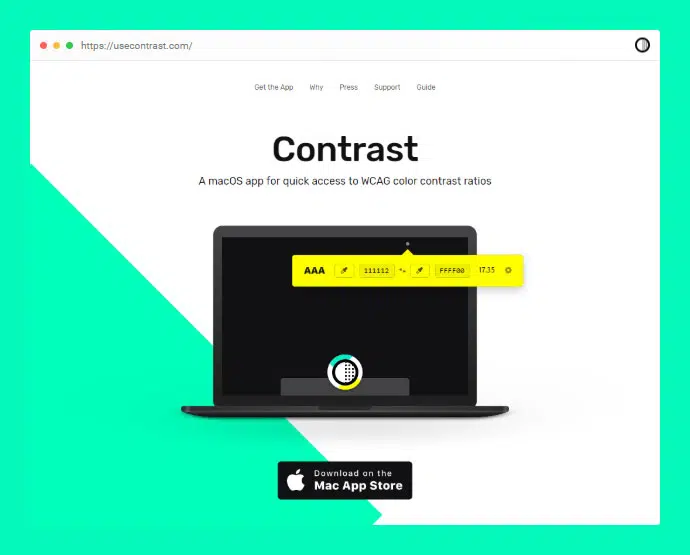 https://usecontrast.com/
Get the App Why Press Support Guide
Contrast
A macOS app for quick access to WCAG color contrast ratios
AAA 111112 FFFF00 17.35
Download on the
Mac App Store